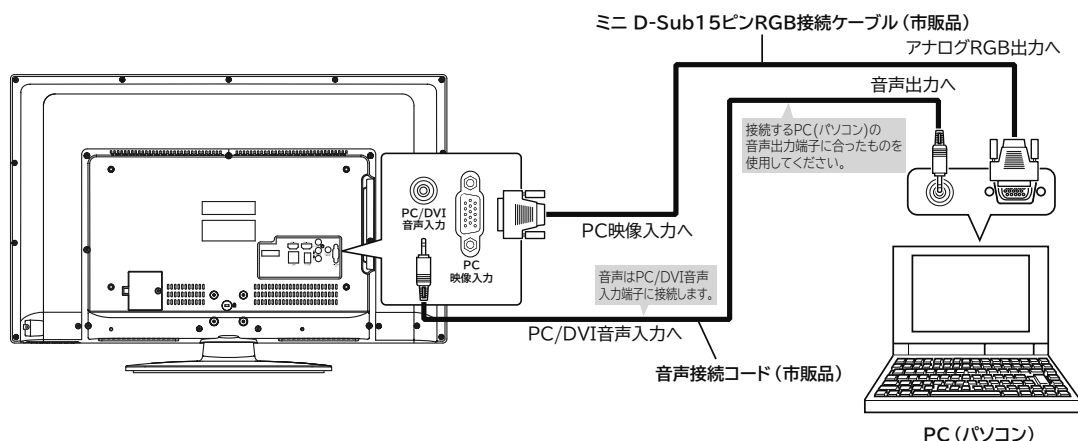 ミニ D-Sub15ピンRGB接続ケーブル（市販品）
アナログRGB出力へ
音声出力へ
接続するPC(パソコン)の
音声出力端子に合ったものを
使用してください。
PC/DVI
音声入力
PC
映像入力
PC映像入力へ
音声はPC/DVI音声
入力端子に接続します。
PC/DVI音声入力へ
音声接続コード（市販品）
PC（パソコン）